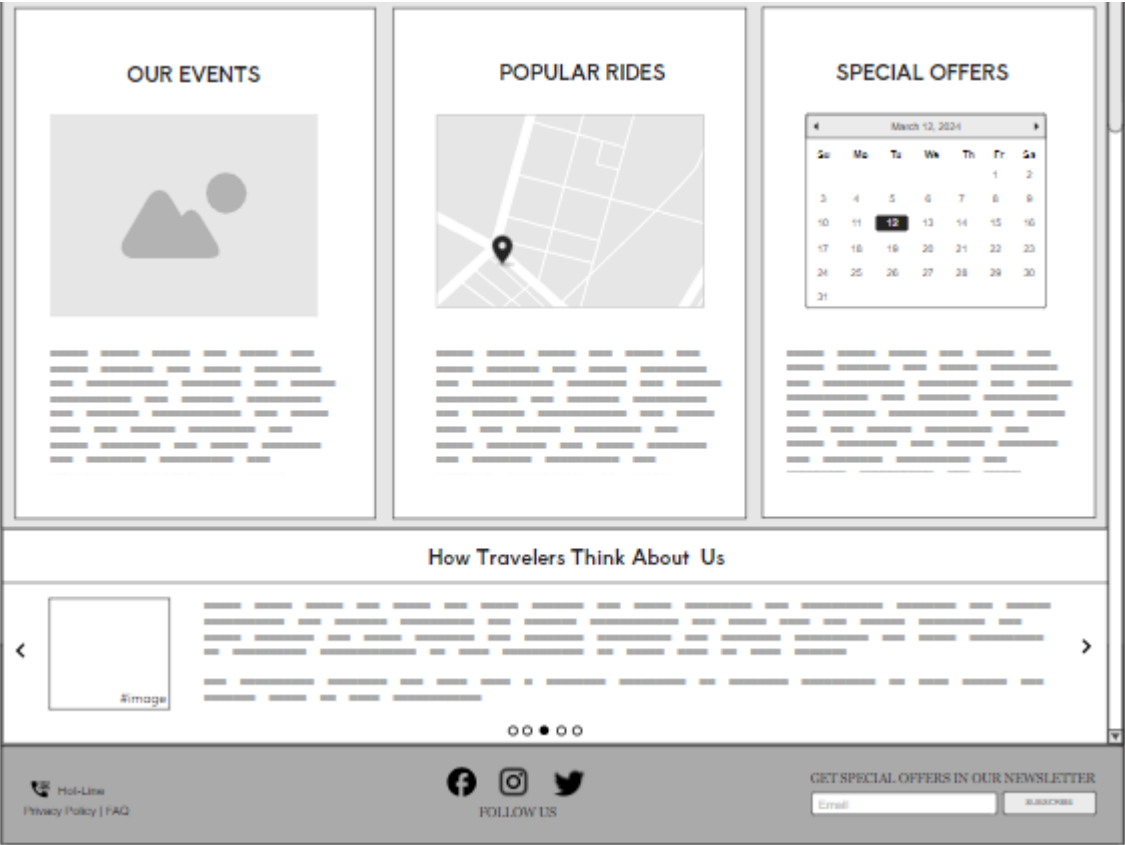 OUR EVENTS
POPULAR RIDES
SPECIAL OFFERS
March 12, 2024
Su Mo Tu We Th Fr Sa
1 2
3 4 5 6 7 8 9
10 11 12 13 14 15 16
17 18 19 20 21 22 23
24 25 26 27 28 29 30
31
How Travelers Think About Us
#image
Hot-Line
Privacy Policy | FAQ
FOLLOW US
GET SPECIAL OFFERS IN OUR NEWSLETTER
Email
SUBSCRIBE